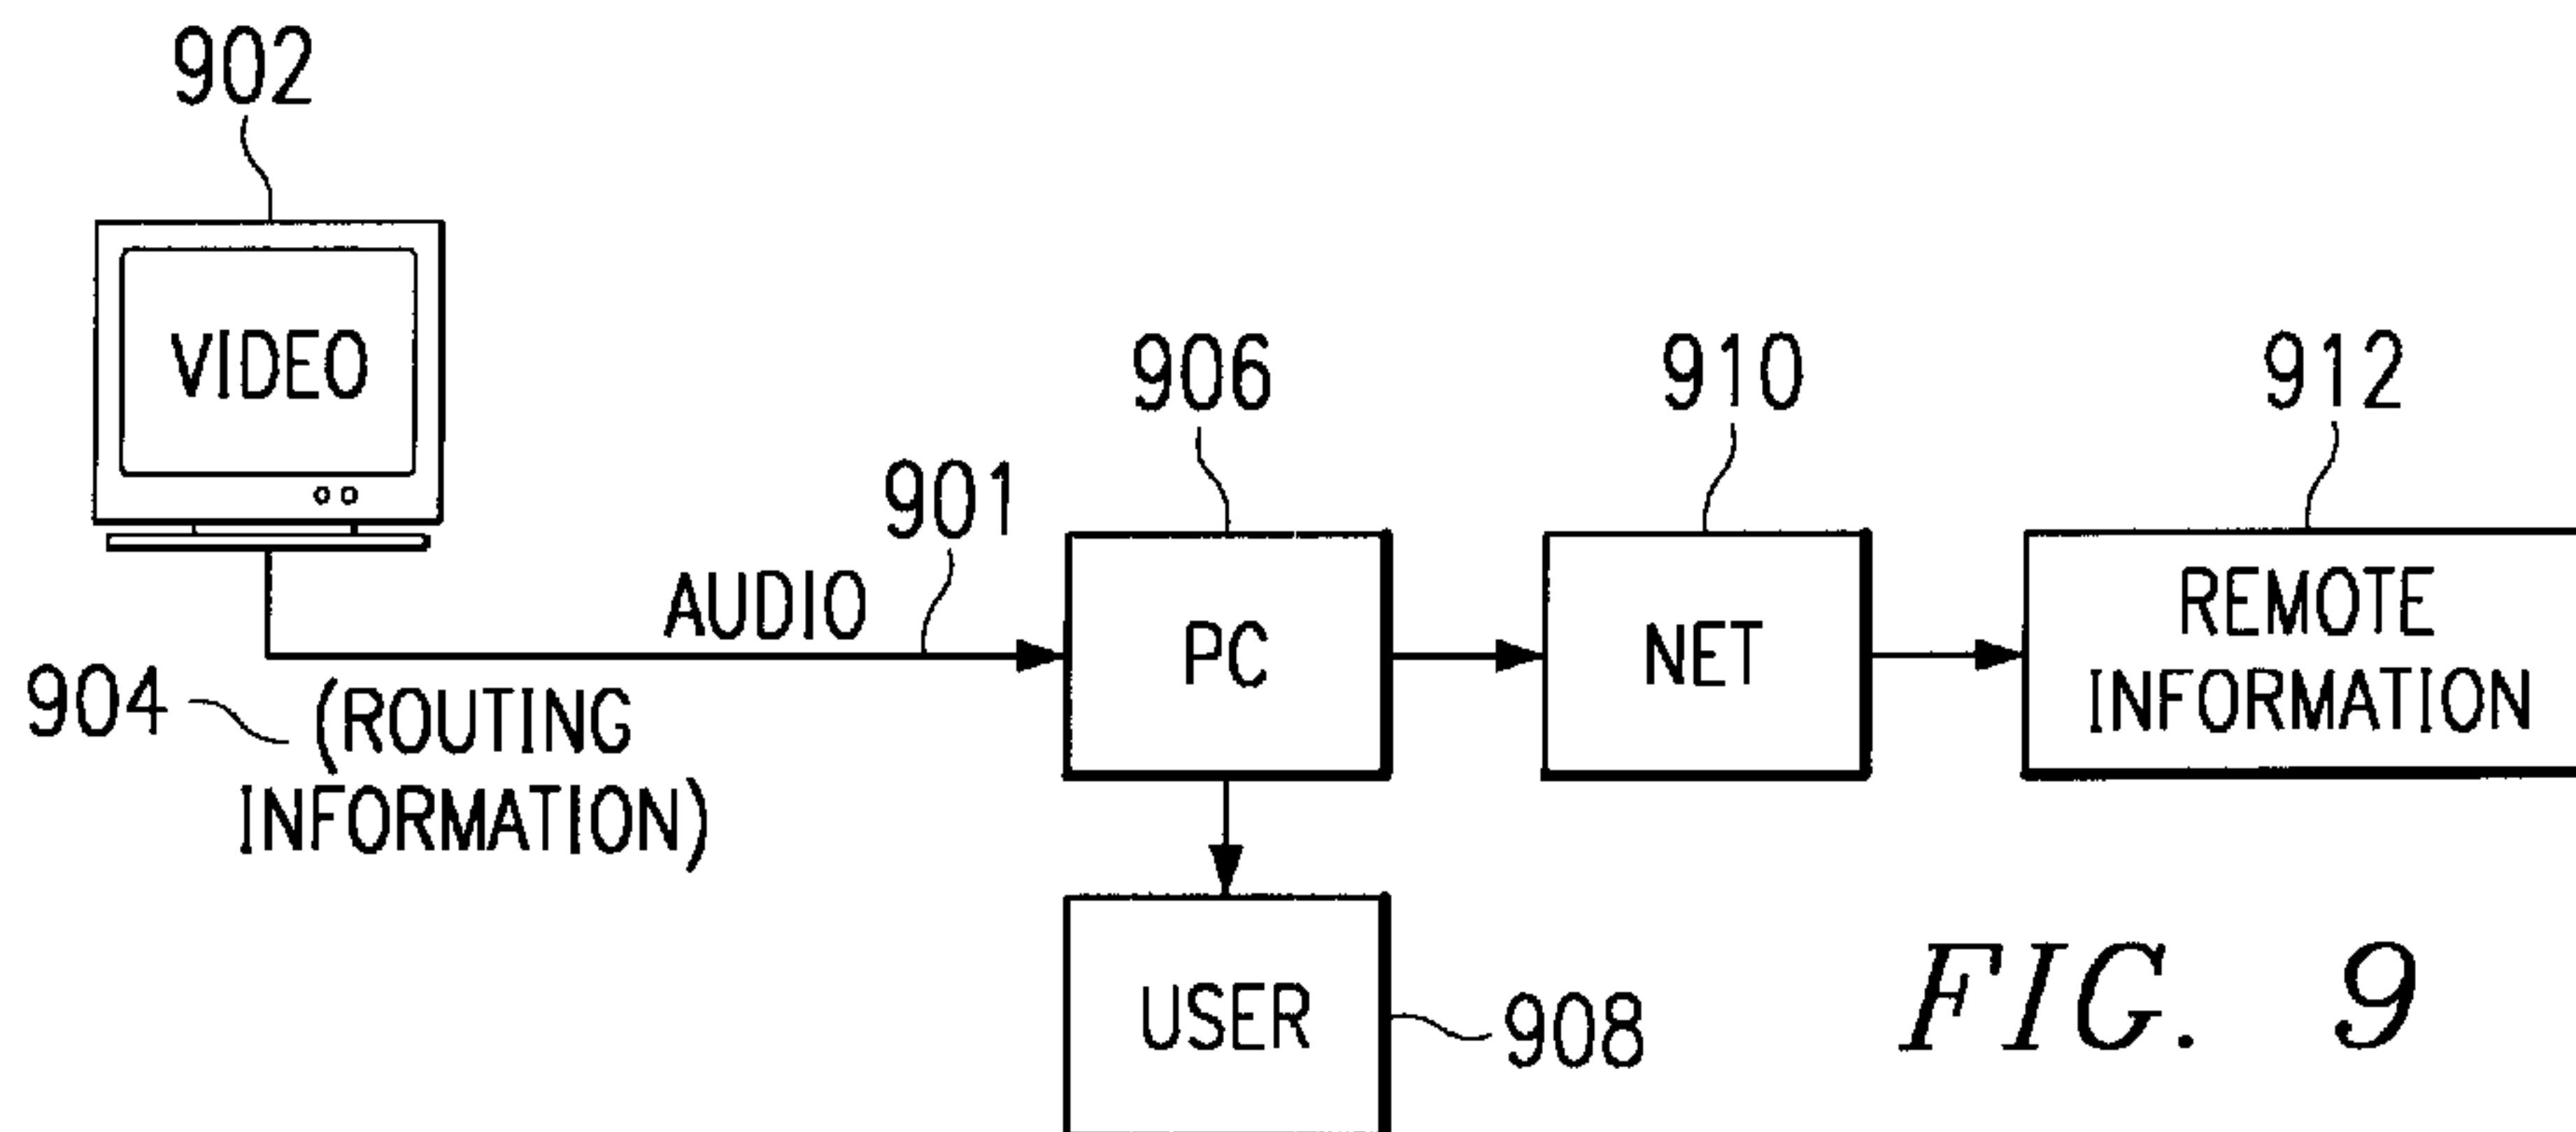 902
VIDEO
901
AUDIO
904
(ROUTING
INFORMATION)
906
PC
910
NET
912
REMOTE
INFORMATION
USER
908
FIG. 9